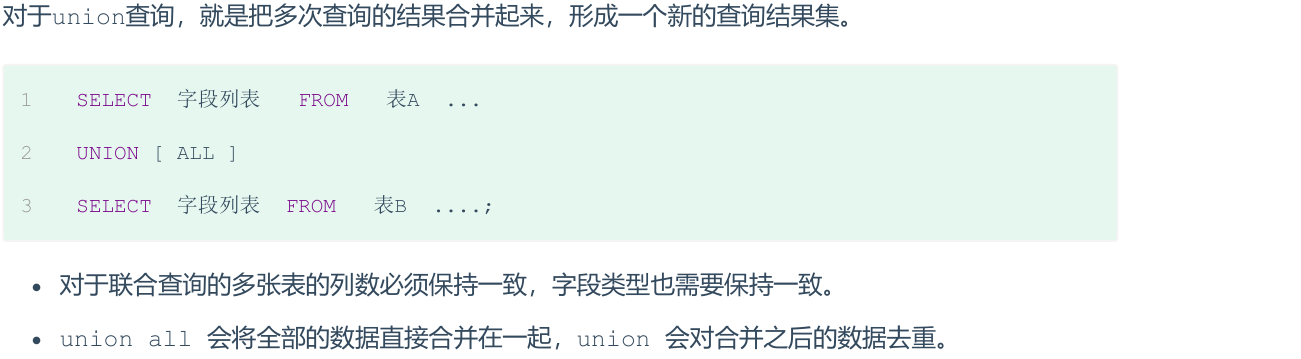 对于union查询，就是把多次查询的结果合并起来，形成一个新的查询结果集。
1 SELECT 字段列表 FROM 表A ...
2 UNION [ ALL ]
3 SELECT 字段列表 FROM 表B ....;
• 对于联合查询的多张表的列数必须保持一致，字段类型也需要保持一致。
• union all 会将全部的数据直接合并在一起，union 会对合并之后的数据去重。